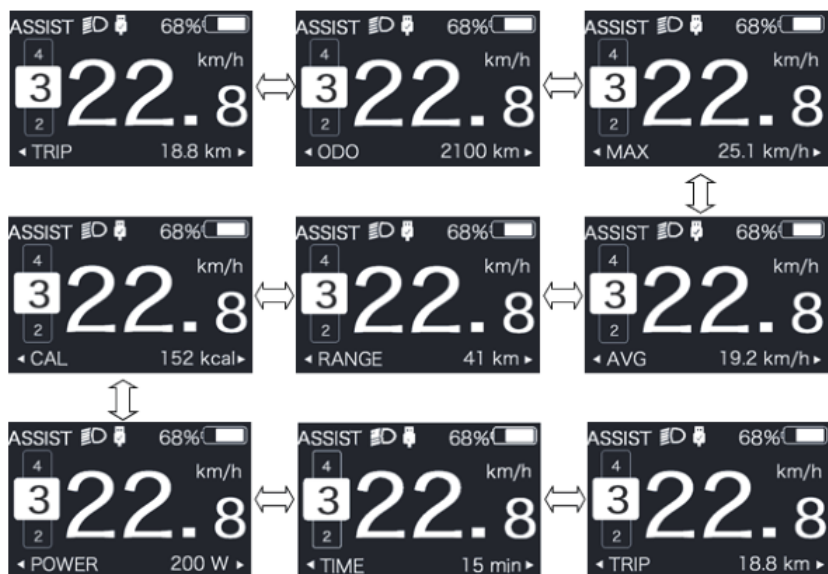 ASSIST 68%
4
km/h
3
22.8
2
TRIP 18.8 km
ASSIST 68%
4
km/h
3
22.8
2
ODO 2100 km
ASSIST 68%
4
km/h
3
22.8
2
MAX 25.1 km/h
ASSIST 68%
4
km/h
3
22.8
2
CAL 152 kcal
ASSIST 68%
4
km/h
3
22.8
2
RANGE 41 km
ASSIST 68%
4
km/h
3
22.8
2
AVG 19.2 km/h
ASSIST 68%
4
km/h
3
22.8
2
POWER 200 W
ASSIST 68%
4
km/h
3
22.8
2
TIME 15 min
ASSIST 68%
4
km/h
3
22.8
2
TRIP 18.8 km